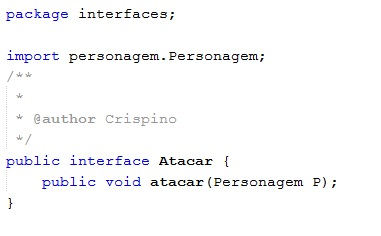 package interfaces;
import personagem.Personagem;
/**
 *
 * @author Crispino
 */
public interface Atacar {
    public void atacar(Personagem P);
}